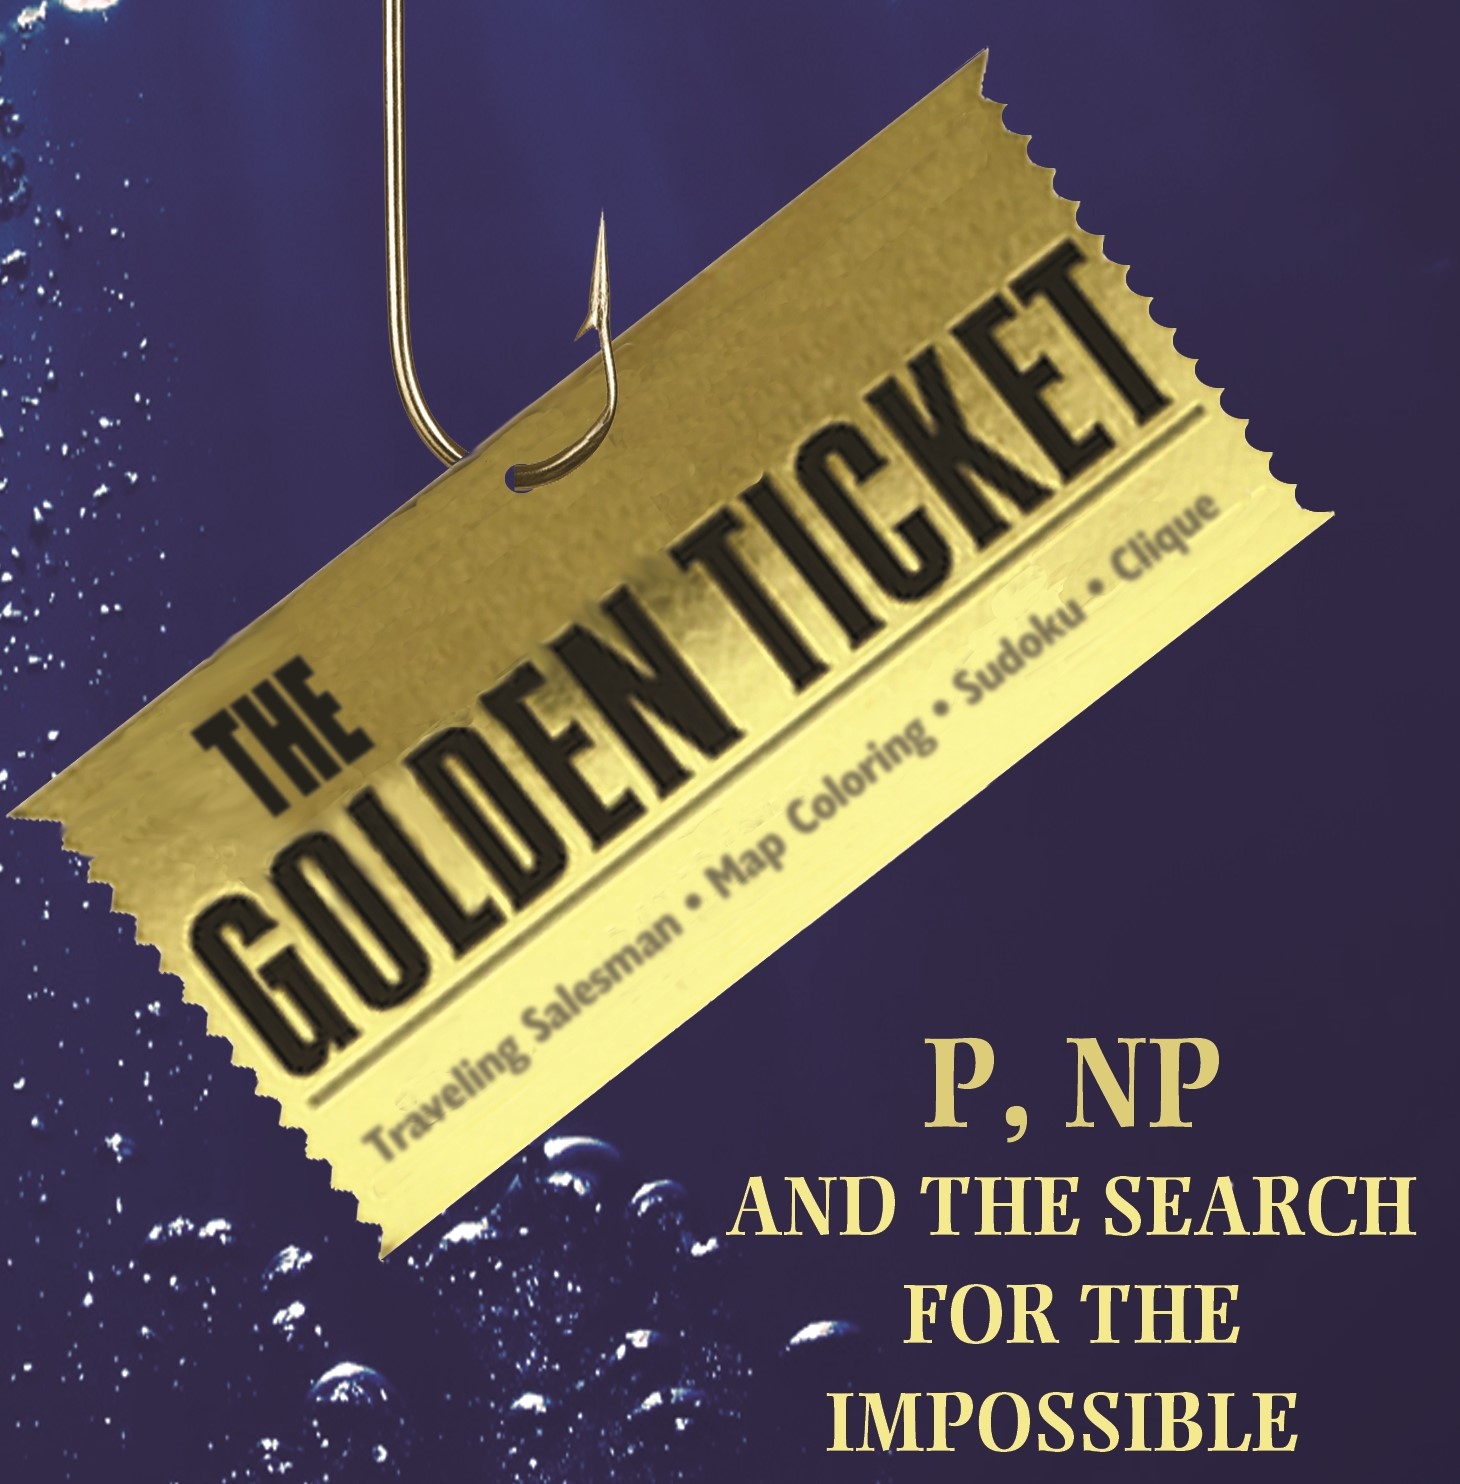 THE
GOLDEN TICKET
Traveling Salesman • Map Coloring • Sudoku • Clique
P, NP
AND THE SEARCH
FOR THE
IMPOSSIBLE